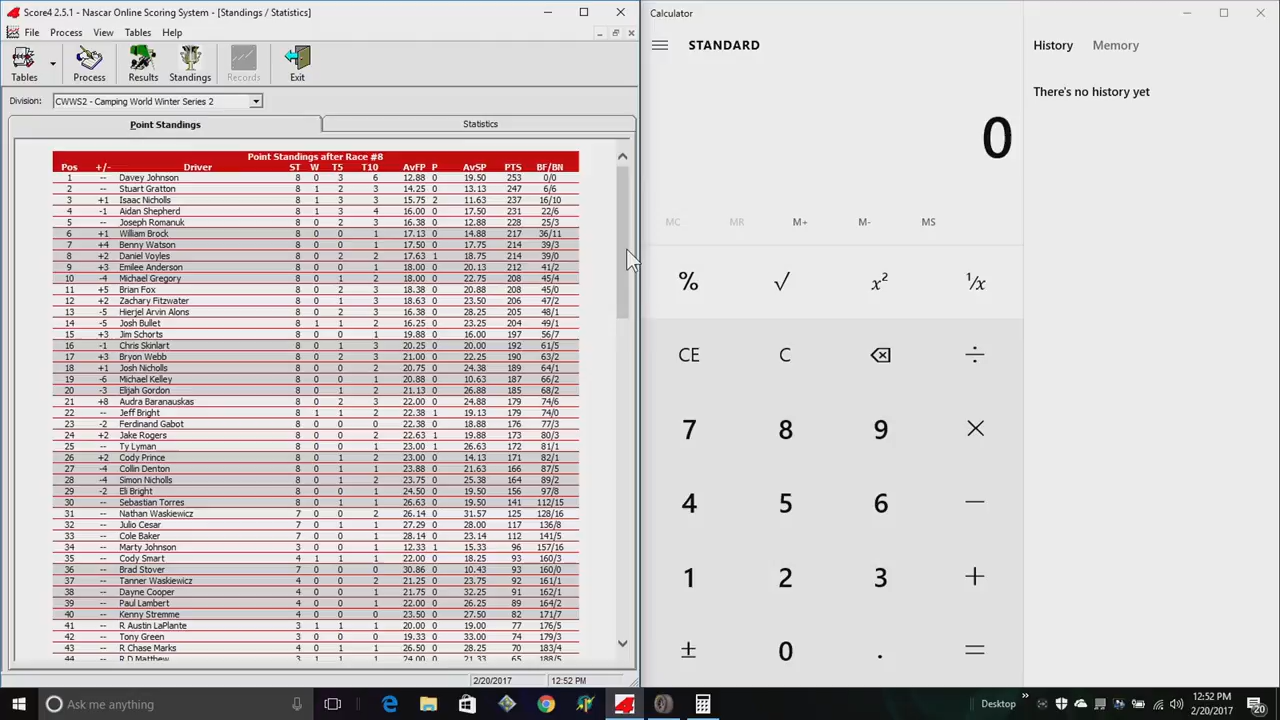 Score4 2.5.1 - Nascar Online Scoring System - [Standings / Statistics]
File Process View Tables Help
Tables Process Results Standings Records Exit
Division: CWWS2 - Camping World Winter Series 2
Point Standings Statistics
Point Standings after Race #8
Pos +/- Driver ST W T5 T10 AvFP P AvSP PTS BF/BN
1 -- Davey Johnson 8 0 3 6 12.88 0 19.50 253 0/0
2 -- Stuart Gratton 8 1 2 3 14.25 0 13.13 247 6/6
3 +1 Isaac Nicholls 8 1 3 3 15.75 2 11.63 237 16/10
4 -1 Aidan Shepherd 8 1 3 4 16.00 0 17.50 231 22/6
5 -- Joseph Romanuk 8 0 2 3 16.38 0 12.88 228 25/3
6 +1 William Brock 8 0 0 1 17.13 0 14.88 217 36/11
7 +4 Benny Watson 8 0 0 1 17.50 0 17.75 214 39/3
8 +2 Daniel Voyles 8 0 2 2 17.63 1 18.75 214 39/0
9 +3 Emilee Anderson 8 0 0 1 18.00 0 20.13 212 41/2
10 -4 Michael Gregory 8 0 1 2 18.00 0 22.75 208 45/4
11 +5 Brian Fox 8 0 2 3 18.38 0 20.88 208 45/0
12 +2 Zachary Fitzwater 8 0 1 3 18.63 0 23.50 206 47/2
13 -5 Hierjel Arvin Alons 8 0 2 3 16.38 0 28.25 205 48/1
14 -5 Josh Bullet 8 1 1 2 16.25 0 23.25 204 49/1
15 +3 Jim Schorts 8 0 0 1 19.88 0 16.00 197 56/7
16 -1 Chris Skinlart 8 0 1 3 20.25 0 20.00 192 61/5
17 +3 Bryon Webb 8 0 2 3 21.00 0 22.25 190 63/2
18 +1 Josh Nicholls 8 0 0 2 20.75 0 24.38 189 64/1
19 -6 Michael Kelley 8 0 0 1 20.88 0 10.63 187 66/2
20 -3 Elijah Gordon 8 0 1 2 21.13 0 26.88 185 68/2
21 +8 Audra Baranauskas 8 0 2 3 22.00 0 24.88 179 74/6
22 -- Jeff Bright 8 1 1 2 22.38 1 19.13 179 74/0
23 -2 Ferdinand Gabot 8 0 0 0 22.38 0 18.88 176 77/3
24 +2 Jake Rogers 8 0 0 2 22.63 1 19.88 173 80/3
25 -- Ty Lyman 8 0 0 1 23.00 1 26.63 172 81/1
26 +2 Cody Prince 8 0 0 2 23.00 0 14.13 171 82/1
27 -4 Collin Denton 8 0 0 1 23.88 0 21.63 166 87/5
28 -4 Simon Nicholls 8 0 1 2 23.75 0 25.38 164 89/2
29 -2 Eli Bright 8 0 0 1 24.50 0 19.50 156 97/8
30 -- Sebastian Torres 8 0 1 1 26.63 0 19.50 141 112/15
31 -- Nathan Waskiewicz 7 0 0 2 26.14 0 31.57 125 128/16
32 -- Julio Cesar 7 0 1 1 27.29 0 28.00 117 136/8
33 -- Cole Baker 7 0 0 1 28.14 0 23.14 112 141/5
34 -- Marty Johnson 3 0 0 1 12.33 1 15.33 96 157/16
35 -- Cody Smart 4 1 1 1 22.00 0 18.25 93 160/3
36 -- Brad Stover 7 0 0 0 30.86 0 10.43 93 160/0
37 -- Tanner Waskiewicz 4 0 1 2 21.25 0 23.75 92 161/1
38 -- Dayne Cooper 4 0 0 1 21.75 0 32.25 91 162/1
39 -- Paul Lambert 4 0 0 1 22.00 0 26.25 89 164/2
40 -- Kenny Stremme 4 0 0 0 23.50 0 27.50 82 171/7
41 -- R Austin LaPlante 3 0 1 1 20.00 0 19.00 77 176/5
42 -- Tony Green 3 0 0 0 19.33 0 33.00 74 179/3
43 -- R Chase Marks 4 0 0 1 26.50 0 28.25 70 183/4
44 -- R D Matthew 3 1 1 1 24.00 0 21.33 65 188/5
2/20/2017 12:52 PM
Calculator
STANDARD
History Memory
There's no history yet
0
MC MR M+ M- MS
% √ x² ¹/x
CE C ⌫ ÷
7 8 9 ×
4 5 6 −
1 2 3 +
± 0 . =
Ask me anything
Desktop »
12:52 PM
2/20/2017
20